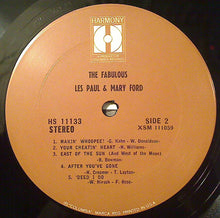 HARMONY
THE FABULOUS
LES PAUL & MARY FORD
HS 11133
STEREO
SIDE 2
XSM 111059
1. MAKIN' WHOOPEE! - G. Kahn - W. Donaldson -
2. YOUR CHEATIN' HEART - H. Williams -
3. EAST OF THE SUN (And West of the Moon)
- B. Bowman -
4. AFTER YOU'VE GONE
- H. Creamer - T. Layton -
5. 'DEED I DO
- W. Hirsch - F. Rose -